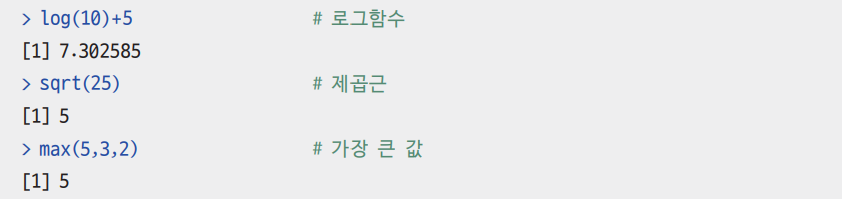 > log(10)+5 # 로그함수
[1] 7.302585
> sqrt(25) # 제곱근
[1] 5
> max(5,3,2) # 가장 큰 값
[1] 5